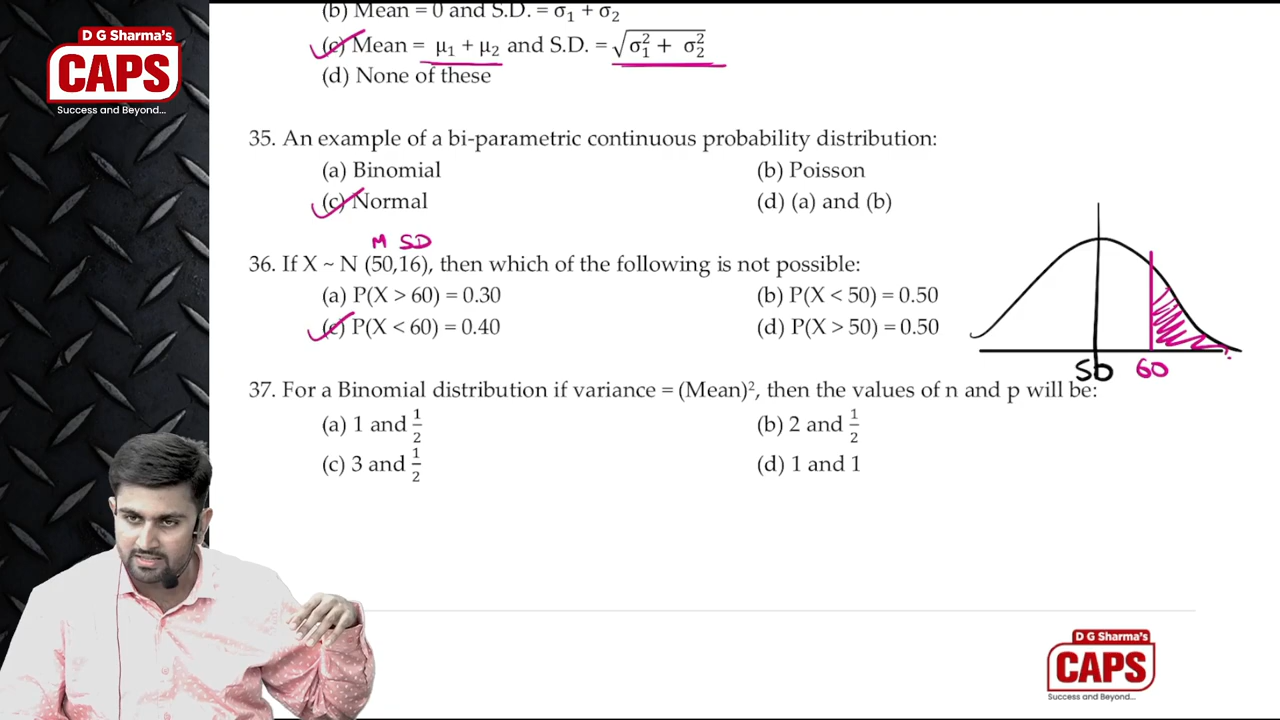 D G Sharma's
CAPS
Success and Beyond...
(b) Mean = 0 and S.D. = σ₁ + σ₂
(c) Mean = μ₁ + μ₂ and S.D. = √(σ₁² + σ₂²)
(d) None of these
35. An example of a bi-parametric continuous probability distribution:
(a) Binomial (b) Poisson
(c) Normal (d) (a) and (b)
M SD
36. If X ~ N (50,16), then which of the following is not possible:
(a) P(X > 60) = 0.30 (b) P(X < 50) = 0.50
(c) P(X < 60) = 0.40 (d) P(X > 50) = 0.50
50 60
37. For a Binomial distribution if variance = (Mean)², then the values of n and p will be:
(a) 1 and 1/2 (b) 2 and 1/2
(c) 3 and 1/2 (d) 1 and 1
D G Sharma's
CAPS
Success and Beyond...